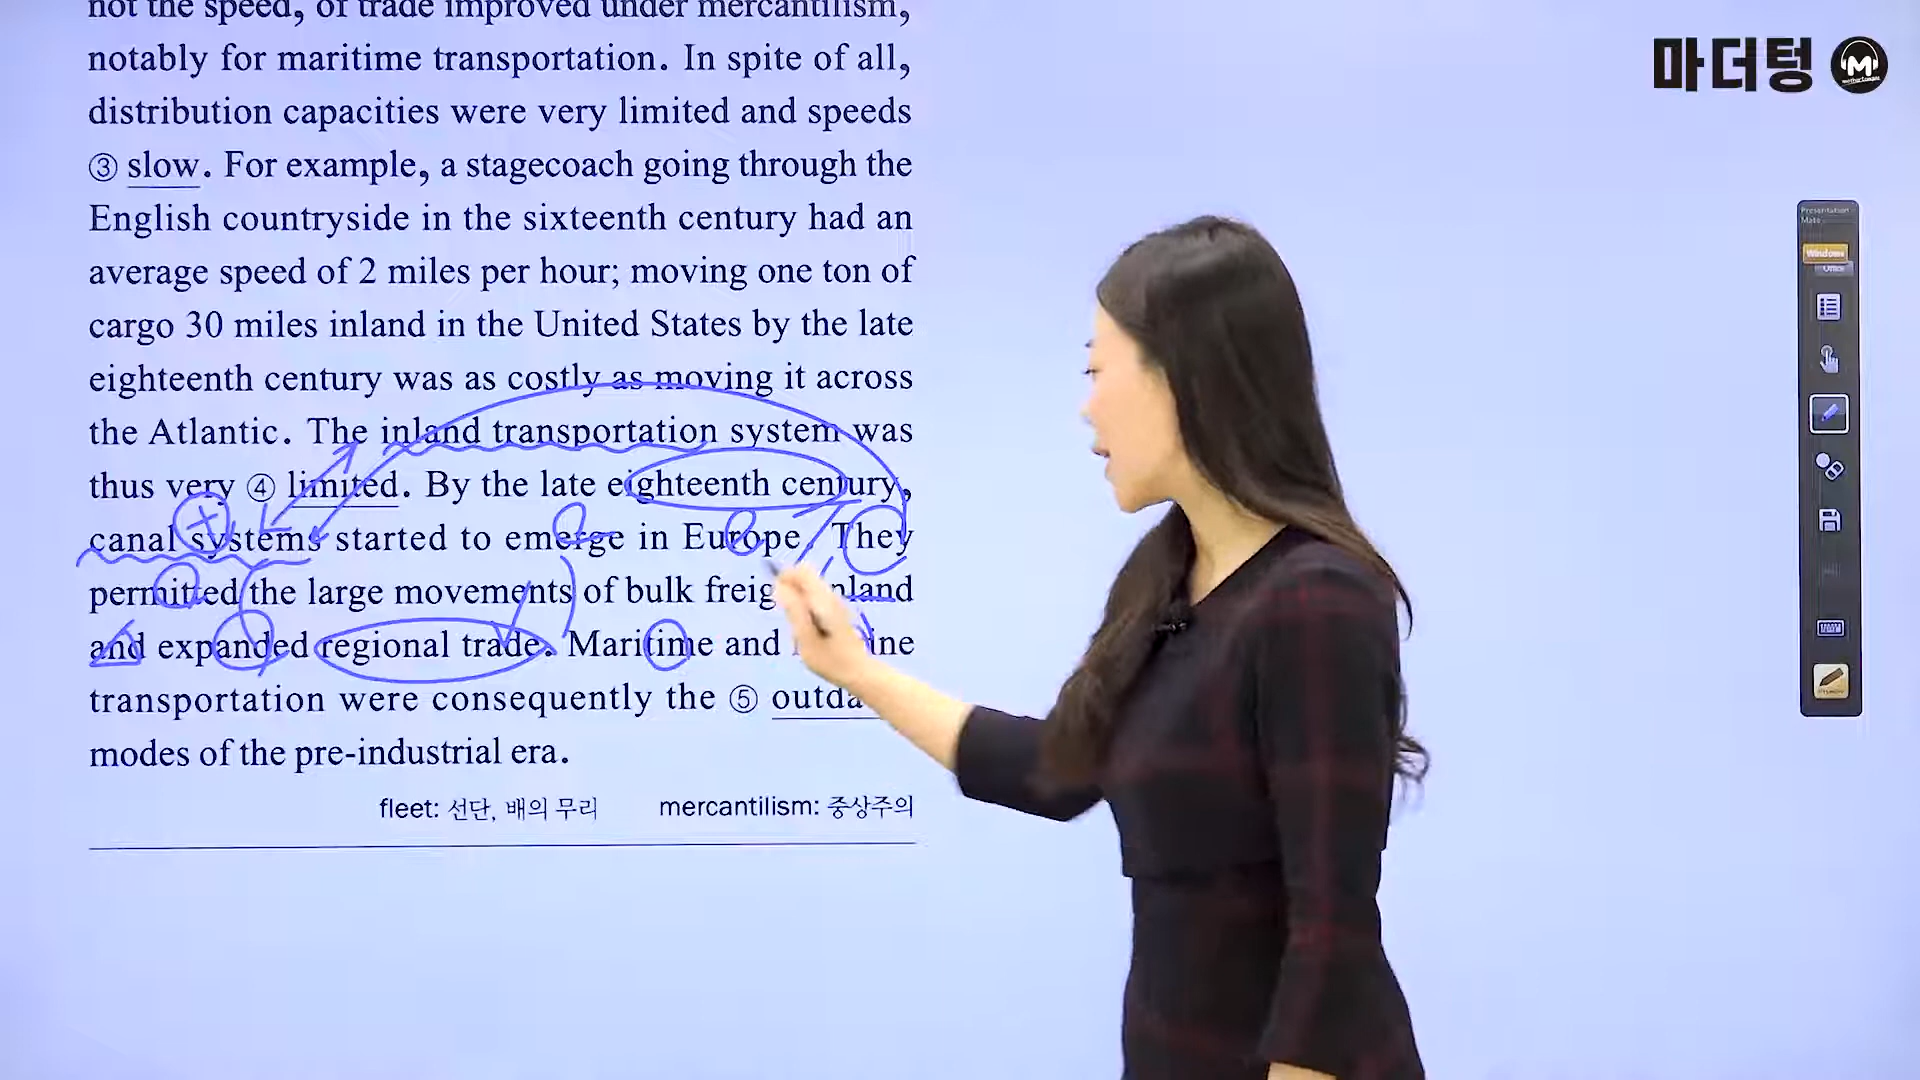 not the speed, of trade improved under mercantilism,
notably for maritime transportation. In spite of all,
distribution capacities were very limited and speeds
③ slow. For example, a stagecoach going through the
English countryside in the sixteenth century had an
average speed of 2 miles per hour; moving one ton of
cargo 30 miles inland in the United States by the late
eighteenth century was as costly as moving it across
the Atlantic. The inland transportation system was
thus very ④ limited. By the late eighteenth century,
canal systems started to emerge in Europe. They
permitted the large movements of bulk freig nland
and expanded regional trade. Maritime and ine
transportation were consequently the ⑤ outda
modes of the pre-industrial era.
fleet: 선단, 배의 무리 mercantilism: 중상주의
마더텅
M
Presentation
Mate
Windows
Office